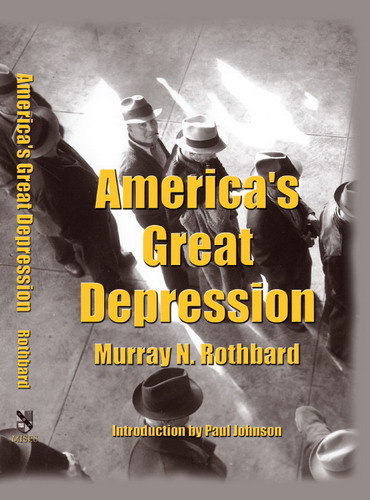 America's Great Depression
Rothbard
MISES
America's
Great
Depression
Murray N. Rothbard
Introduction by Paul Johnson